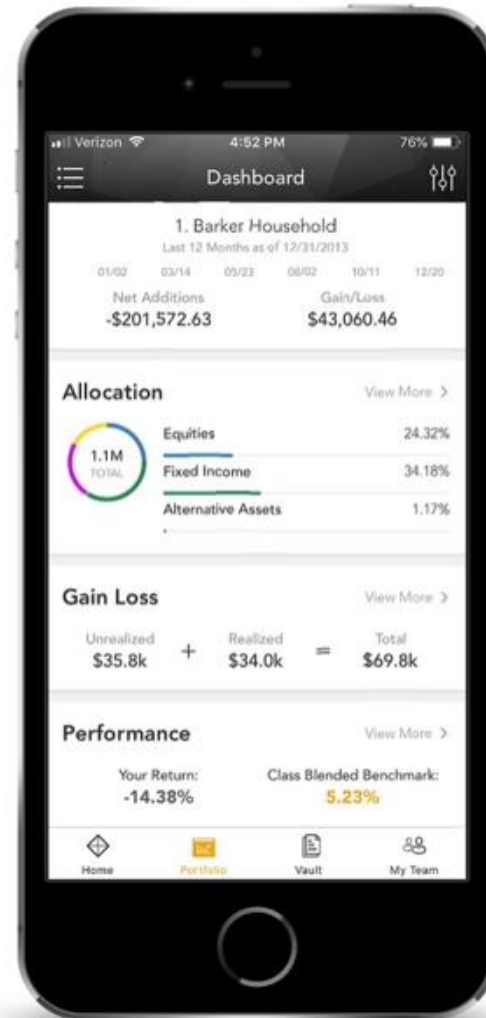 Verizon 4:52 PM 76%
Dashboard
1. Barker Household
Last 12 Months as of 12/31/2013
01/02 03/14 05/23 08/02 10/11 12/20
Net Additions Gain/Loss
-$201,572.63 $43,060.46
Allocation View More >
1.1M
TOTAL
Equities 24.32%
Fixed Income 34.18%
Alternative Assets 1.17%
Gain Loss View More >
Unrealized Realized Total
$35.8k + $34.0k = $69.8k
Performance View More >
Your Return: Class Blended Benchmark:
-14.38% 5.23%
Home Portfolio Vault My Team